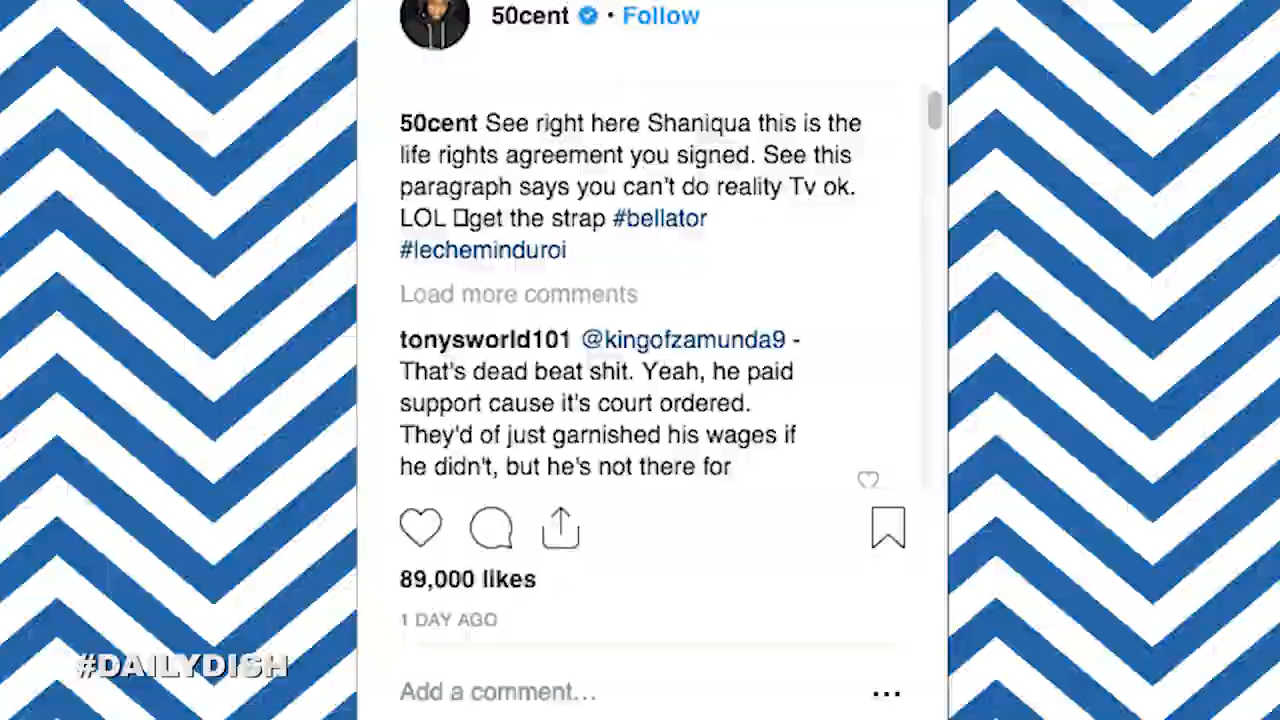 50cent • Follow
50cent See right here Shaniqua this is the
life rights agreement you signed. See this
paragraph says you can't do reality Tv ok.
LOL get the strap #bellator
#lecheminduroi
Load more comments
tonysworld101 @kingofzamunda9 -
That's dead beat shit. Yeah, he paid
support cause it's court ordered.
They'd of just garnished his wages if
he didn't, but he's not there for
89,000 likes
1 DAY AGO
#DAILYDISH
Add a comment...